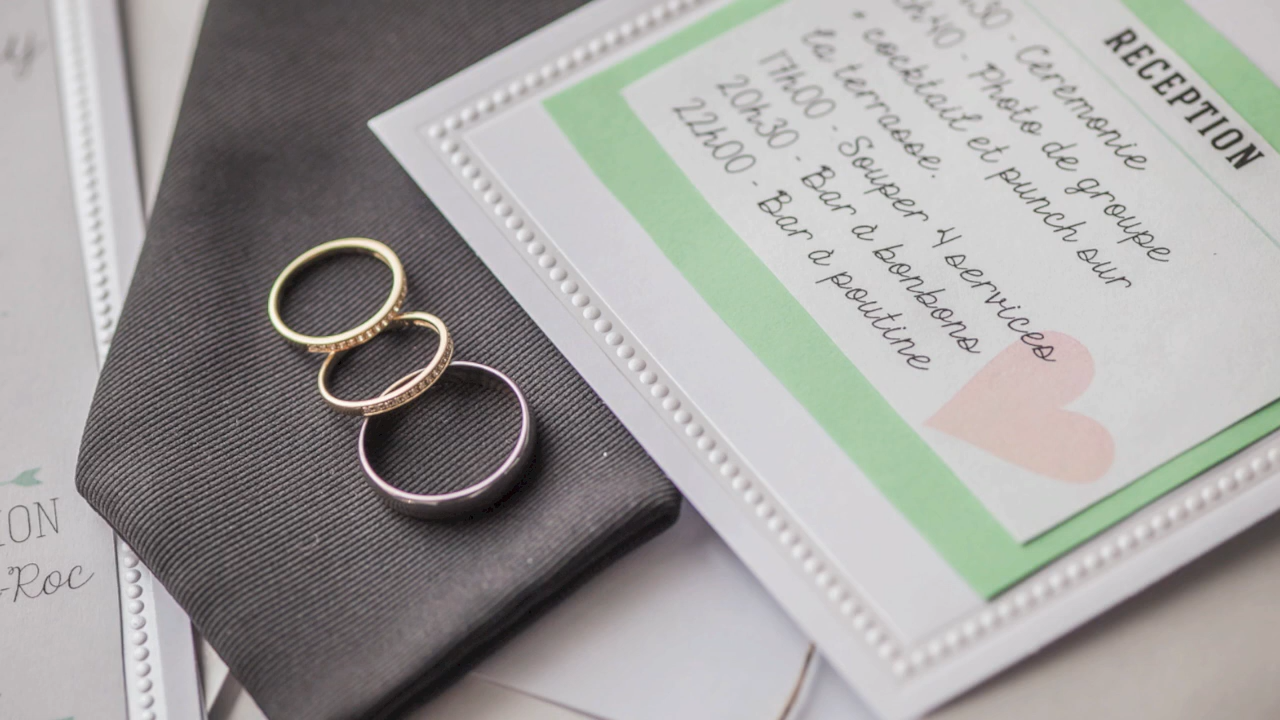 RECEPTION
Cérémonie
Photo de groupe
* cocktail et punch sur
la terrasse.
17h00 - Souper 4 services
20h30 - Bar à bonbons
22h00 - Bar à poutine
-Roc